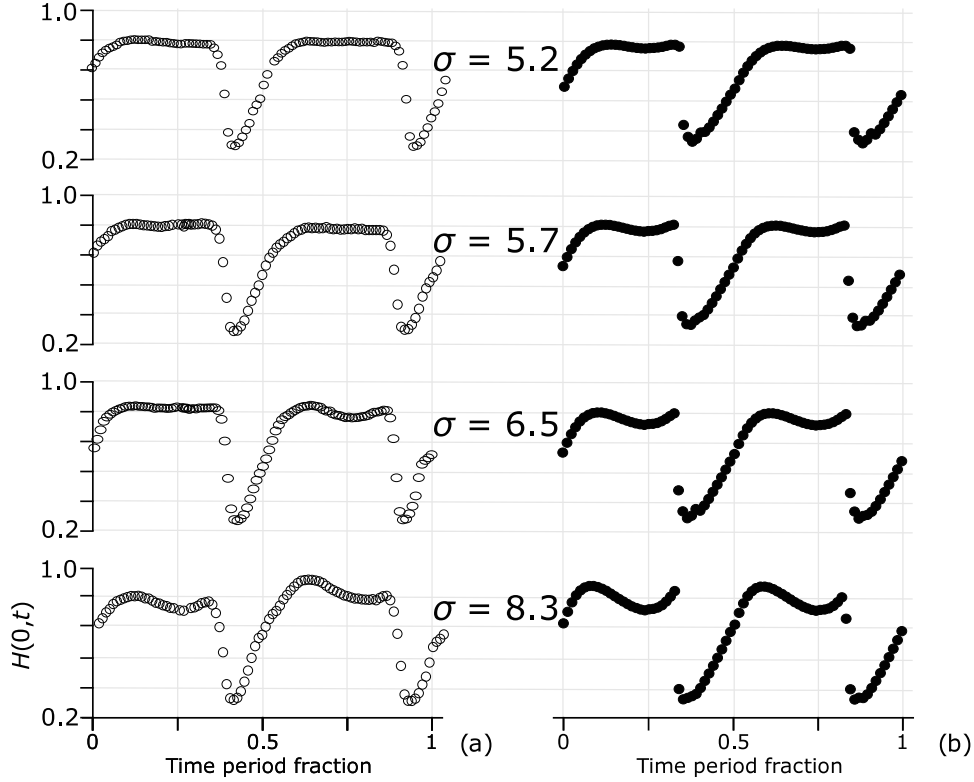 1.0
σ = 5.2
0.2
1.0
σ = 5.7
0.2
1.0
σ = 6.5
0.2
1.0
σ = 8.3
H(0,t)
0.2
0 0.5 1 (a) 0 0.5 1 (b)
Time period fraction Time period fraction